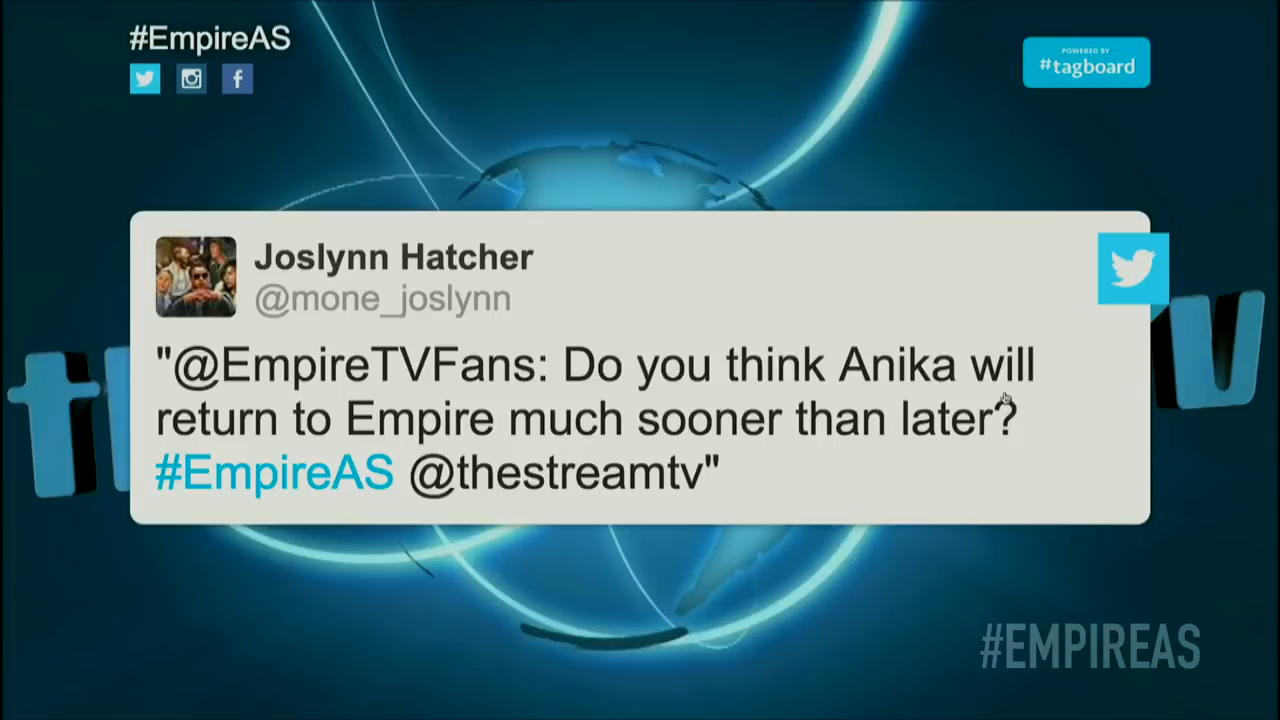 #EmpireAS
POWERED BY
#tagboard
Joslynn Hatcher
@mone_joslynn
"@EmpireTVFans: Do you think Anika will
return to Empire much sooner than later?
#EmpireAS @thestreamtv"
#EMPIREAS